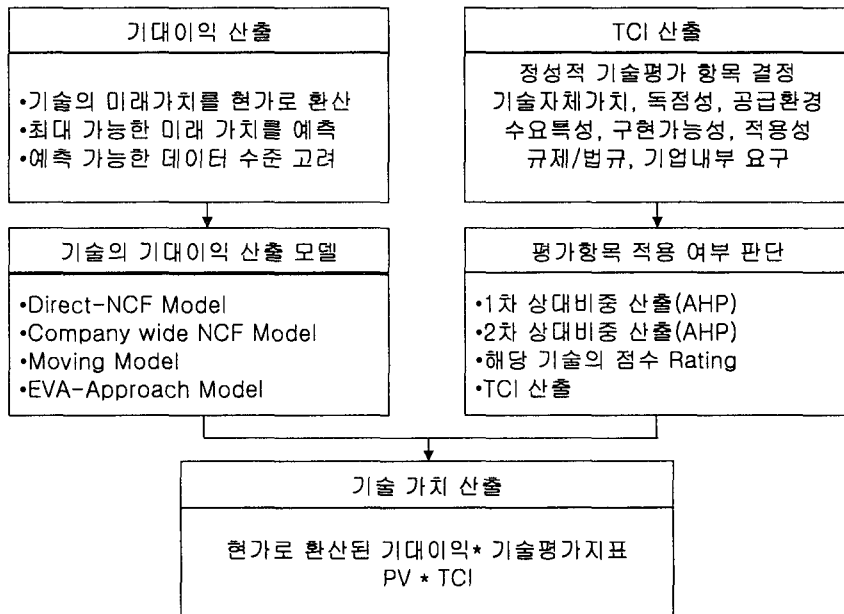 기대이익 산출
•기술의 미래가치를 현가로 환산
•최대 가능한 미래 가치를 예측
•예측 가능한 데이터 수준 고려
TCI 산출
정성적 기술평가 항목 결정
기술자체가치, 독점성, 공급환경
수요특성, 구현가능성, 적용성
규제/법규, 기업내부 요구
기술의 기대이익 산출 모델
•Direct-NCF Model
•Company wide NCF Model
•Moving Model
•EVA-Approach Model
평가항목 적용 여부 판단
•1차 상대비중 산출(AHP)
•2차 상대비중 산출(AHP)
•해당 기술의 점수 Rating
•TCI 산출
기술 가치 산출
현가로 환산된 기대이익* 기술평가지표
PV * TCI